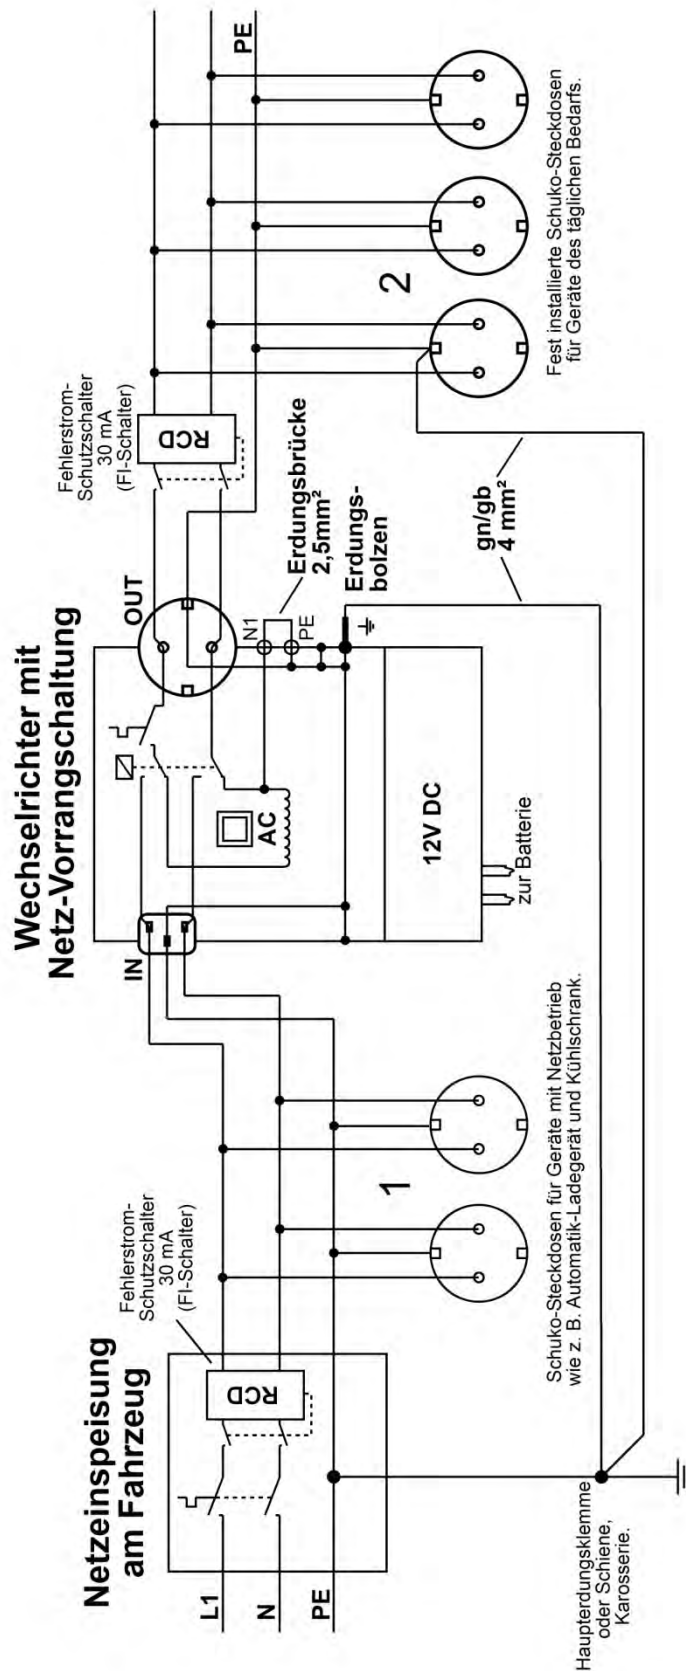 Netzeinspeisung
am Fahrzeug
Fehlerstrom-
Schutzschalter
30 mA
(FI-Schalter)
L1
N
PE
RCD
1
Schuko-Steckdosen für Geräte mit Netzbetrieb
wie z. B. Automatik-Ladegerät und Kühlschrank.
Haupterdungsklemme
oder Schiene,
Karosserie.
Wechselrichter mit
Netz-Vorrangschaltung
IN
OUT
AC
N1
PE
12V DC
zur Batterie
Erdungsbrücke
2,5mm²
Erdungs-
bolzen
gn/gb
4 mm²
Fehlerstrom-
Schutzschalter
30 mA
(FI-Schalter)
RCD
PE
2
Fest installierte Schuko-Steckdosen
für Geräte des täglichen Bedarfs.